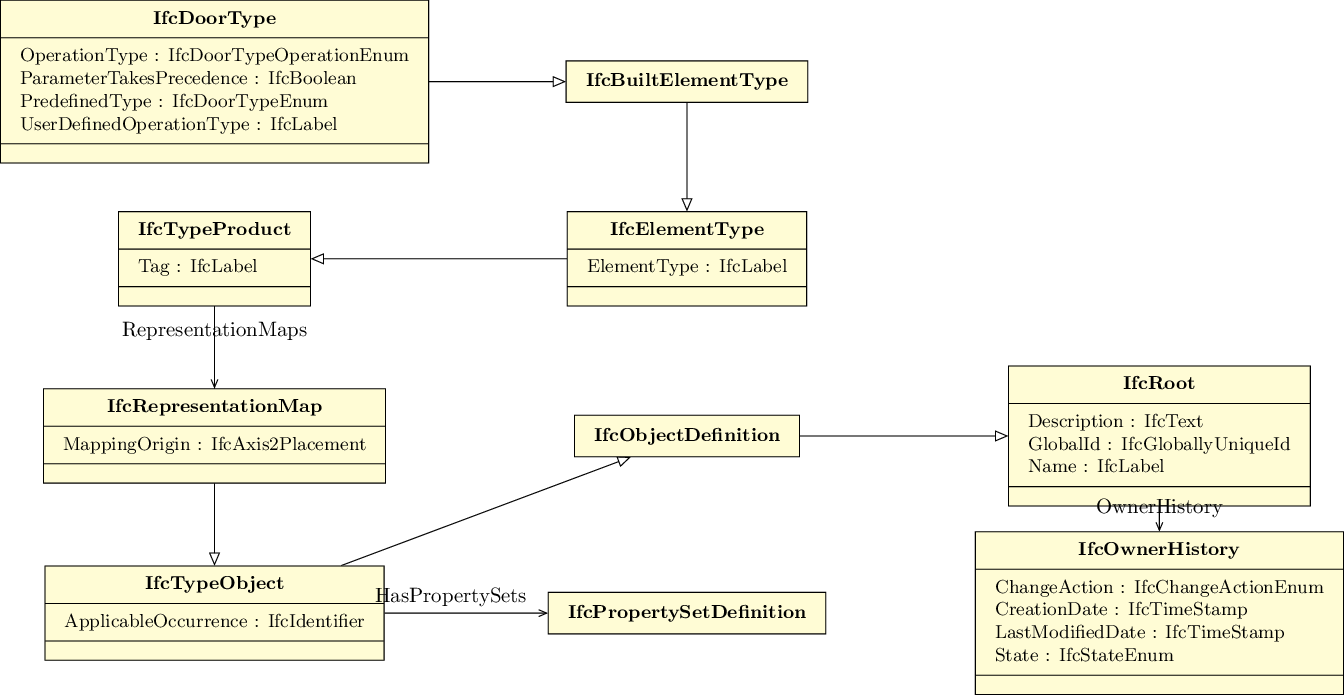 IfcDoorType
OperationType : IfcDoorTypeOperationEnum
ParameterTakesPrecedence : IfcBoolean
PredefinedType : IfcDoorTypeEnum
UserDefinedOperationType : IfcLabel
IfcBuiltElementType
IfcTypeProduct
Tag : IfcLabel
IfcElementType
ElementType : IfcLabel
RepresentationMaps
IfcRepresentationMap
MappingOrigin : IfcAxis2Placement
IfcObjectDefinition
IfcRoot
Description : IfcText
GlobalId : IfcGloballyUniqueId
Name : IfcLabel
OwnerHistory
IfcTypeObject
ApplicableOccurrence : IfcIdentifier
HasPropertySets
IfcPropertySetDefinition
IfcOwnerHistory
ChangeAction : IfcChangeActionEnum
CreationDate : IfcTimeStamp
LastModifiedDate : IfcTimeStamp
State : IfcStateEnum